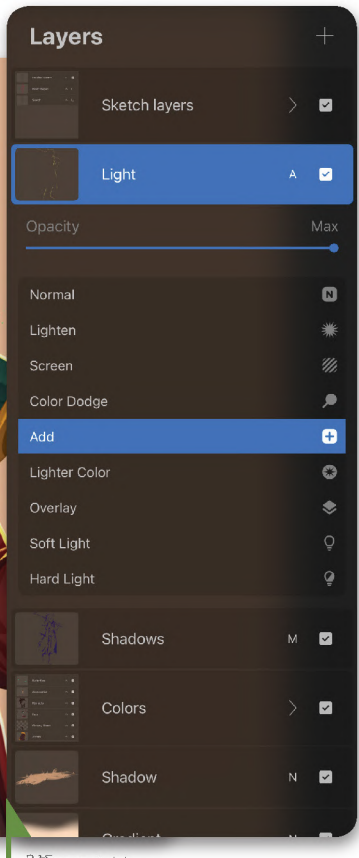 Layers
Sketch layers
Light A
Opacity Max
Normal N
Lighten
Screen
Color Dodge
Add
Lighter Color
Overlay
Soft Light
Hard Light
Shadows M
Colors
Shadow N
Gradient N